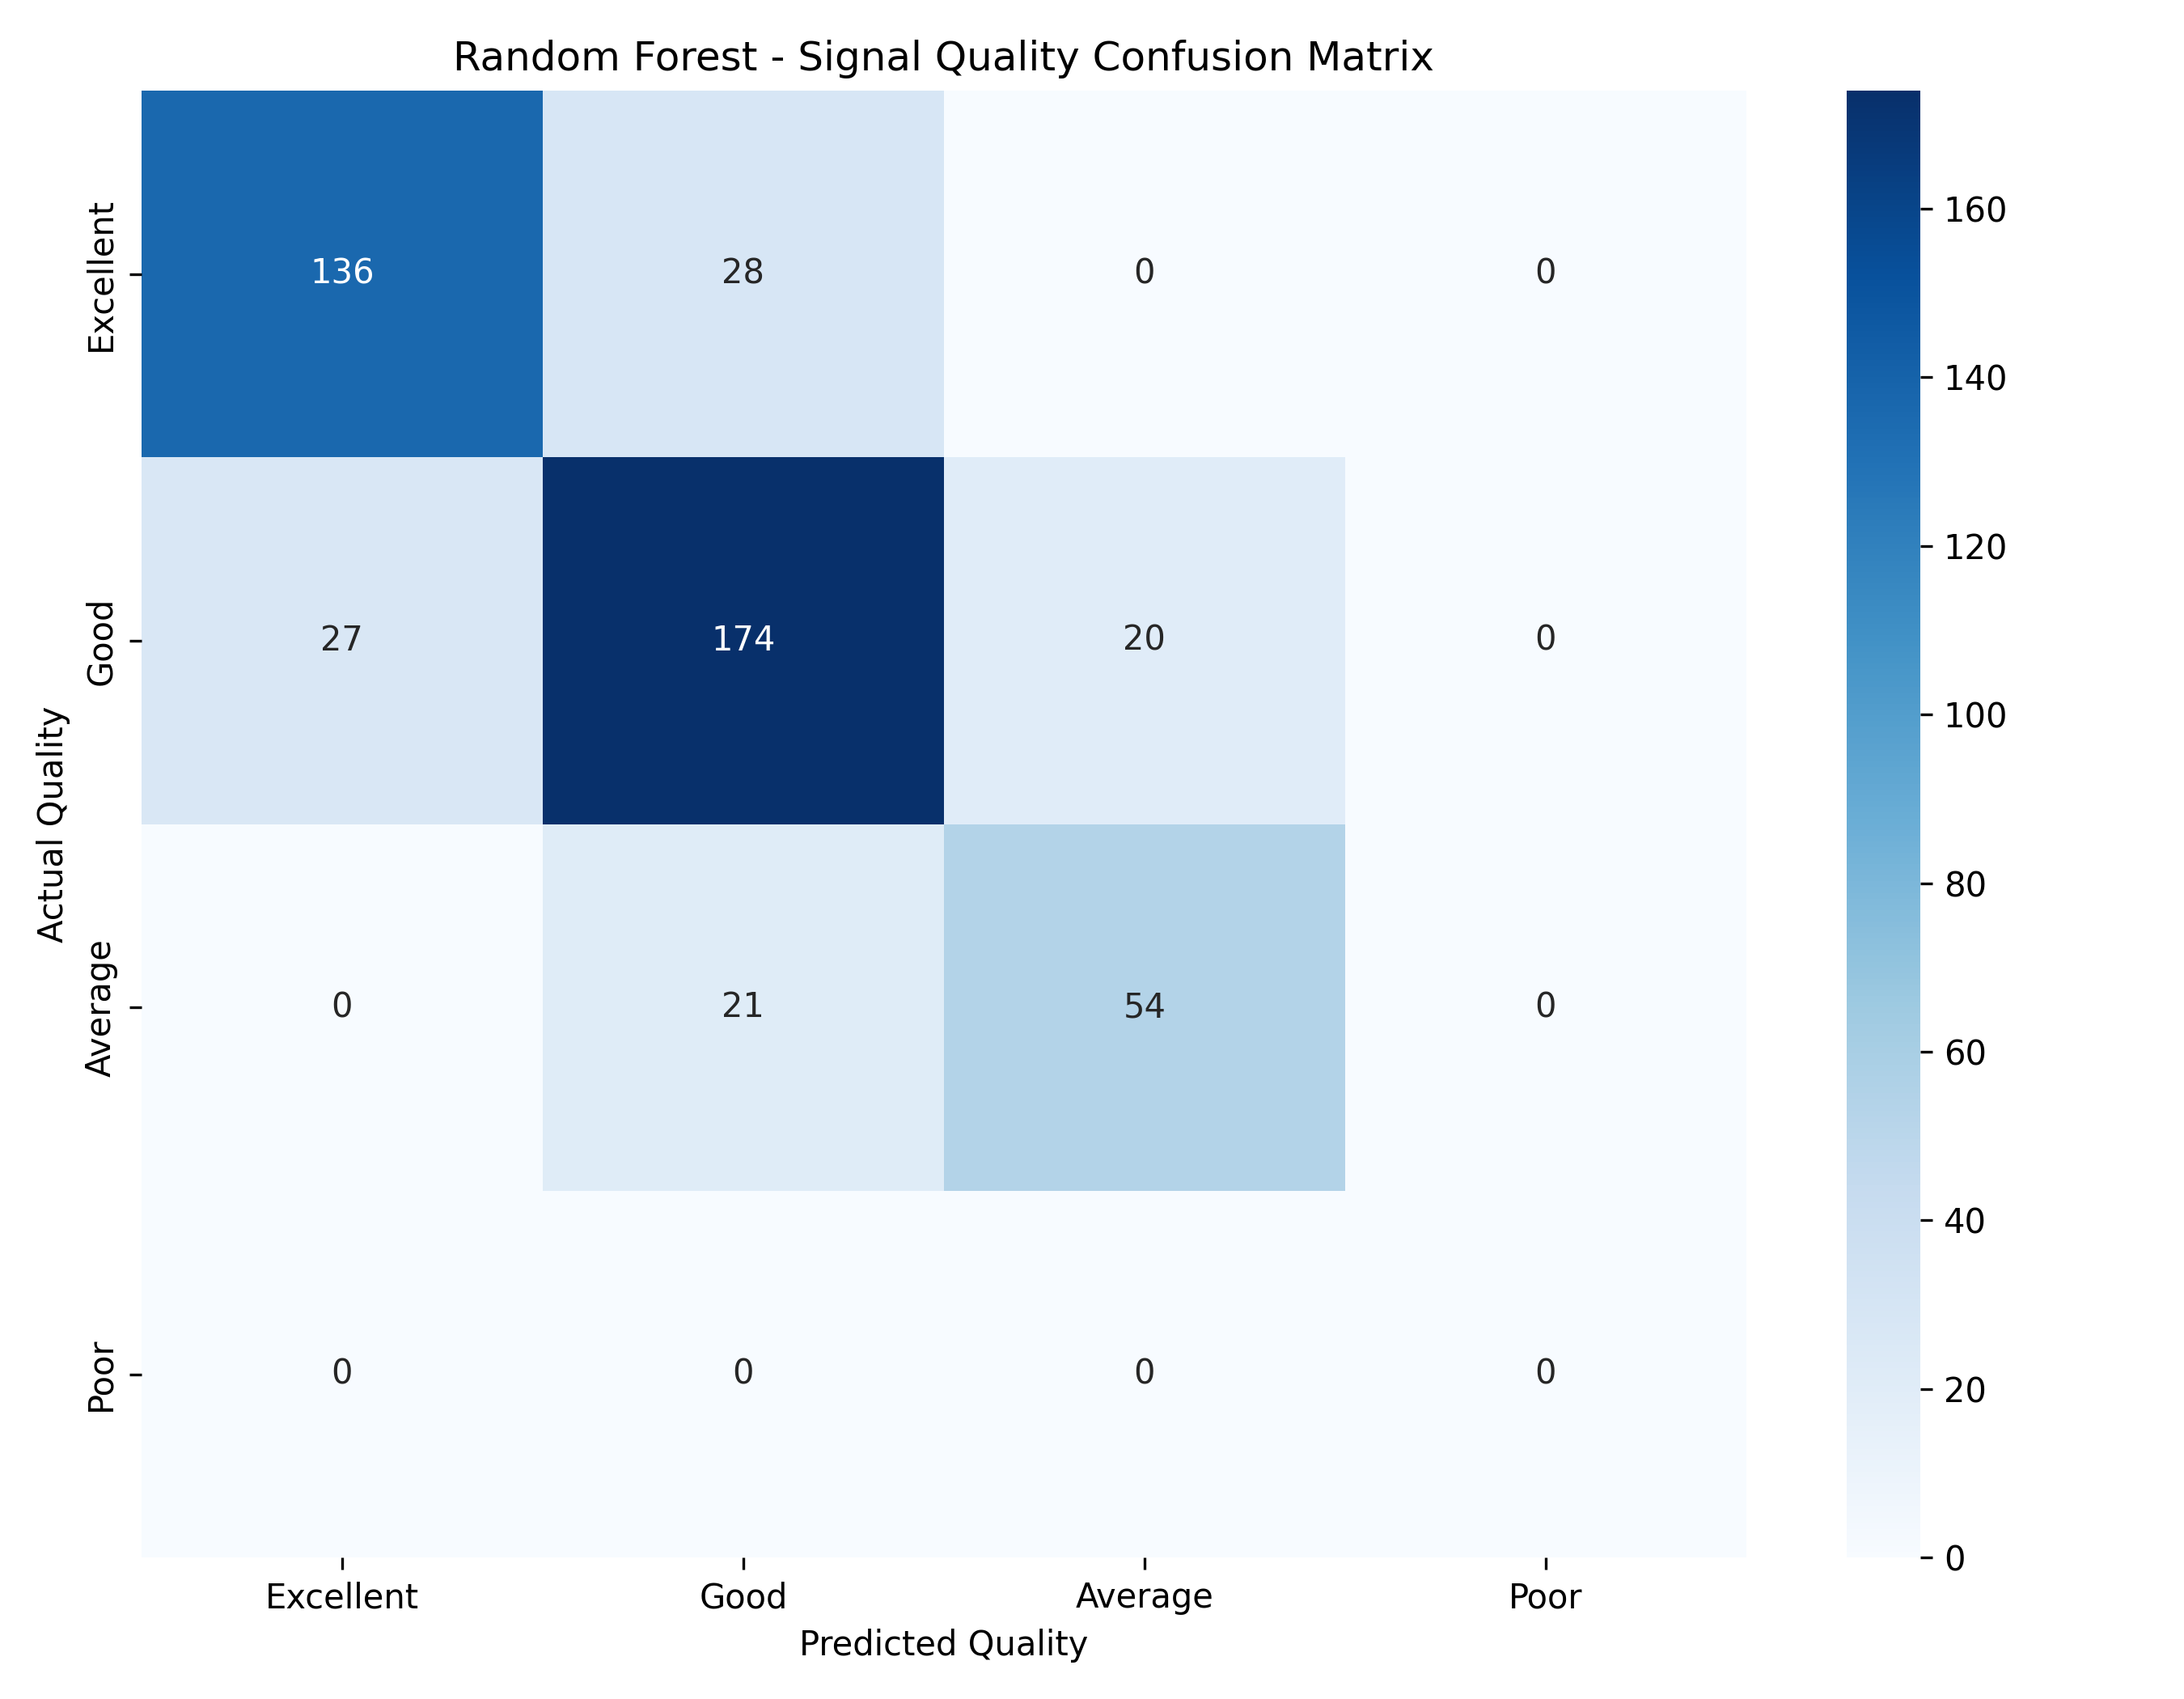 Random Forest - Signal Quality Confusion Matrix
Actual Quality
Excellent
136 28 0 0
Good
27 174 20 0
Average
0 21 54 0
Poor
0 0 0 0
Excellent Good Average Poor
Predicted Quality
160
140
120
100
80
60
40
20
0